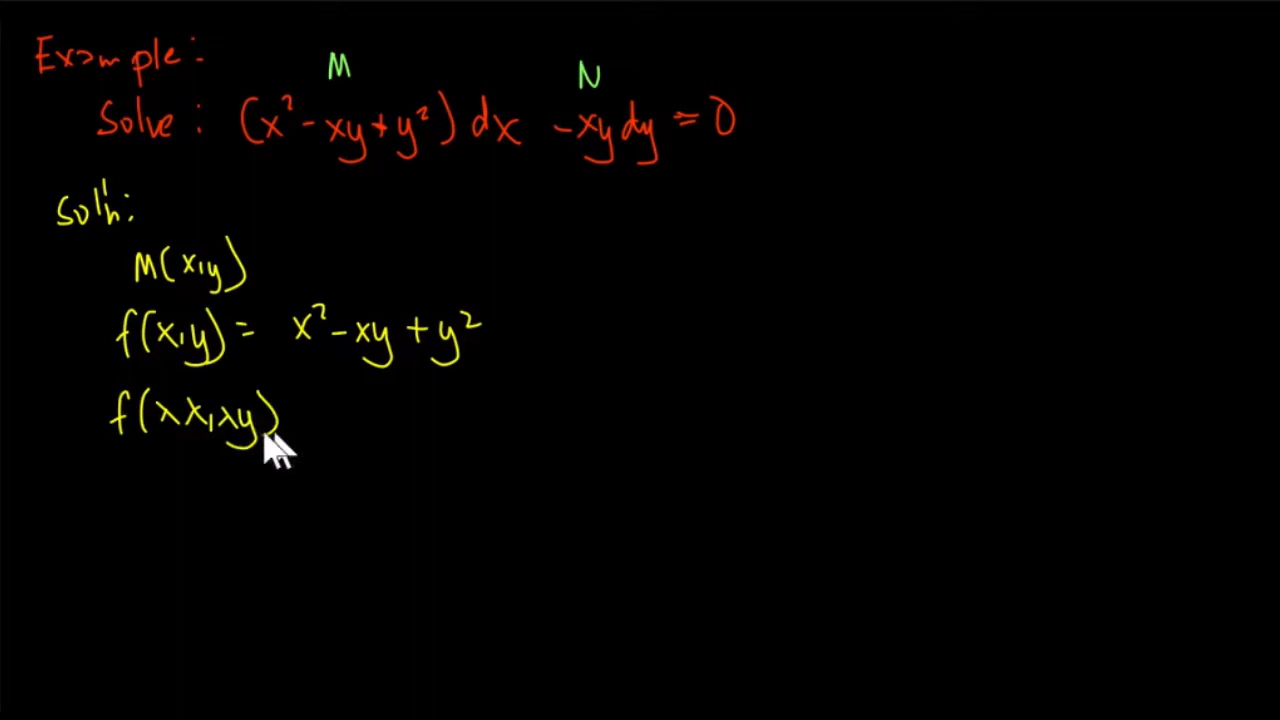 Example:
M N
Solve: (x² - xy + y²) dx - xy dy = 0
Sol'n:
M(x,y)
f(x,y) = x² - xy + y²
f(λx,λy)